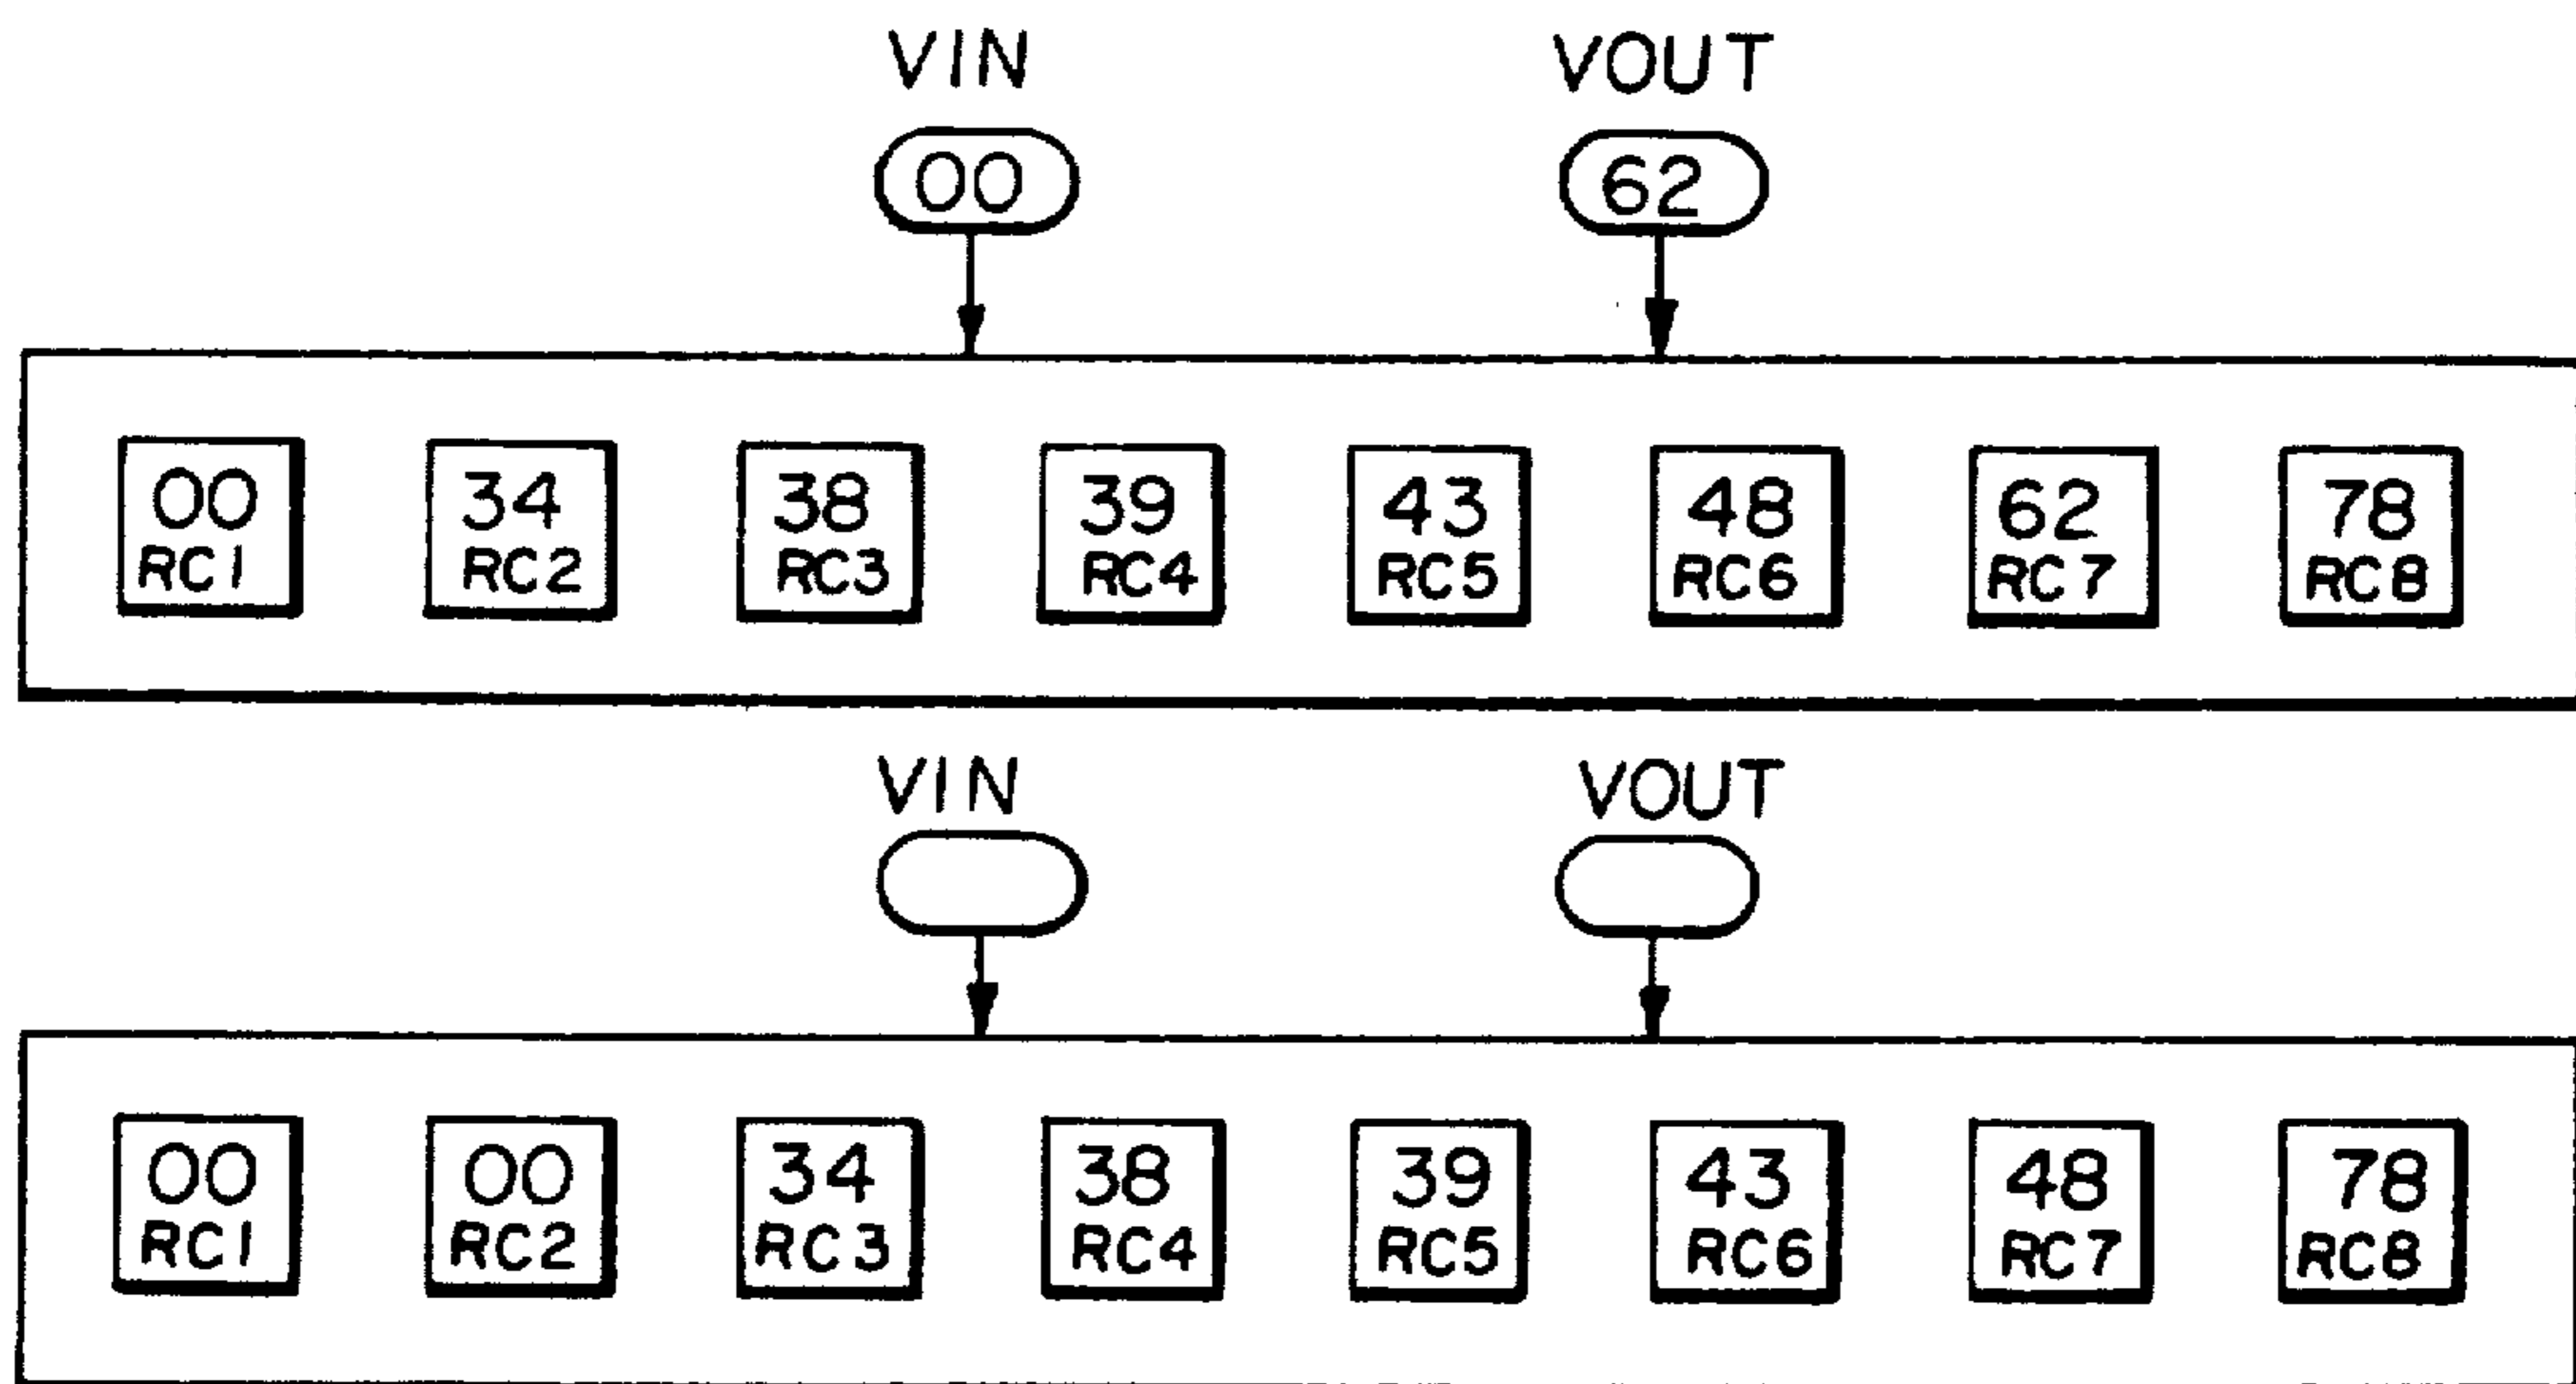 VIN VOUT
00 62
00 34 38 39 43 48 62 78
RC1 RC2 RC3 RC4 RC5 RC6 RC7 RC8
VIN VOUT
00 00 34 38 39 43 48 78
RC1 RC2 RC3 RC4 RC5 RC6 RC7 RC8